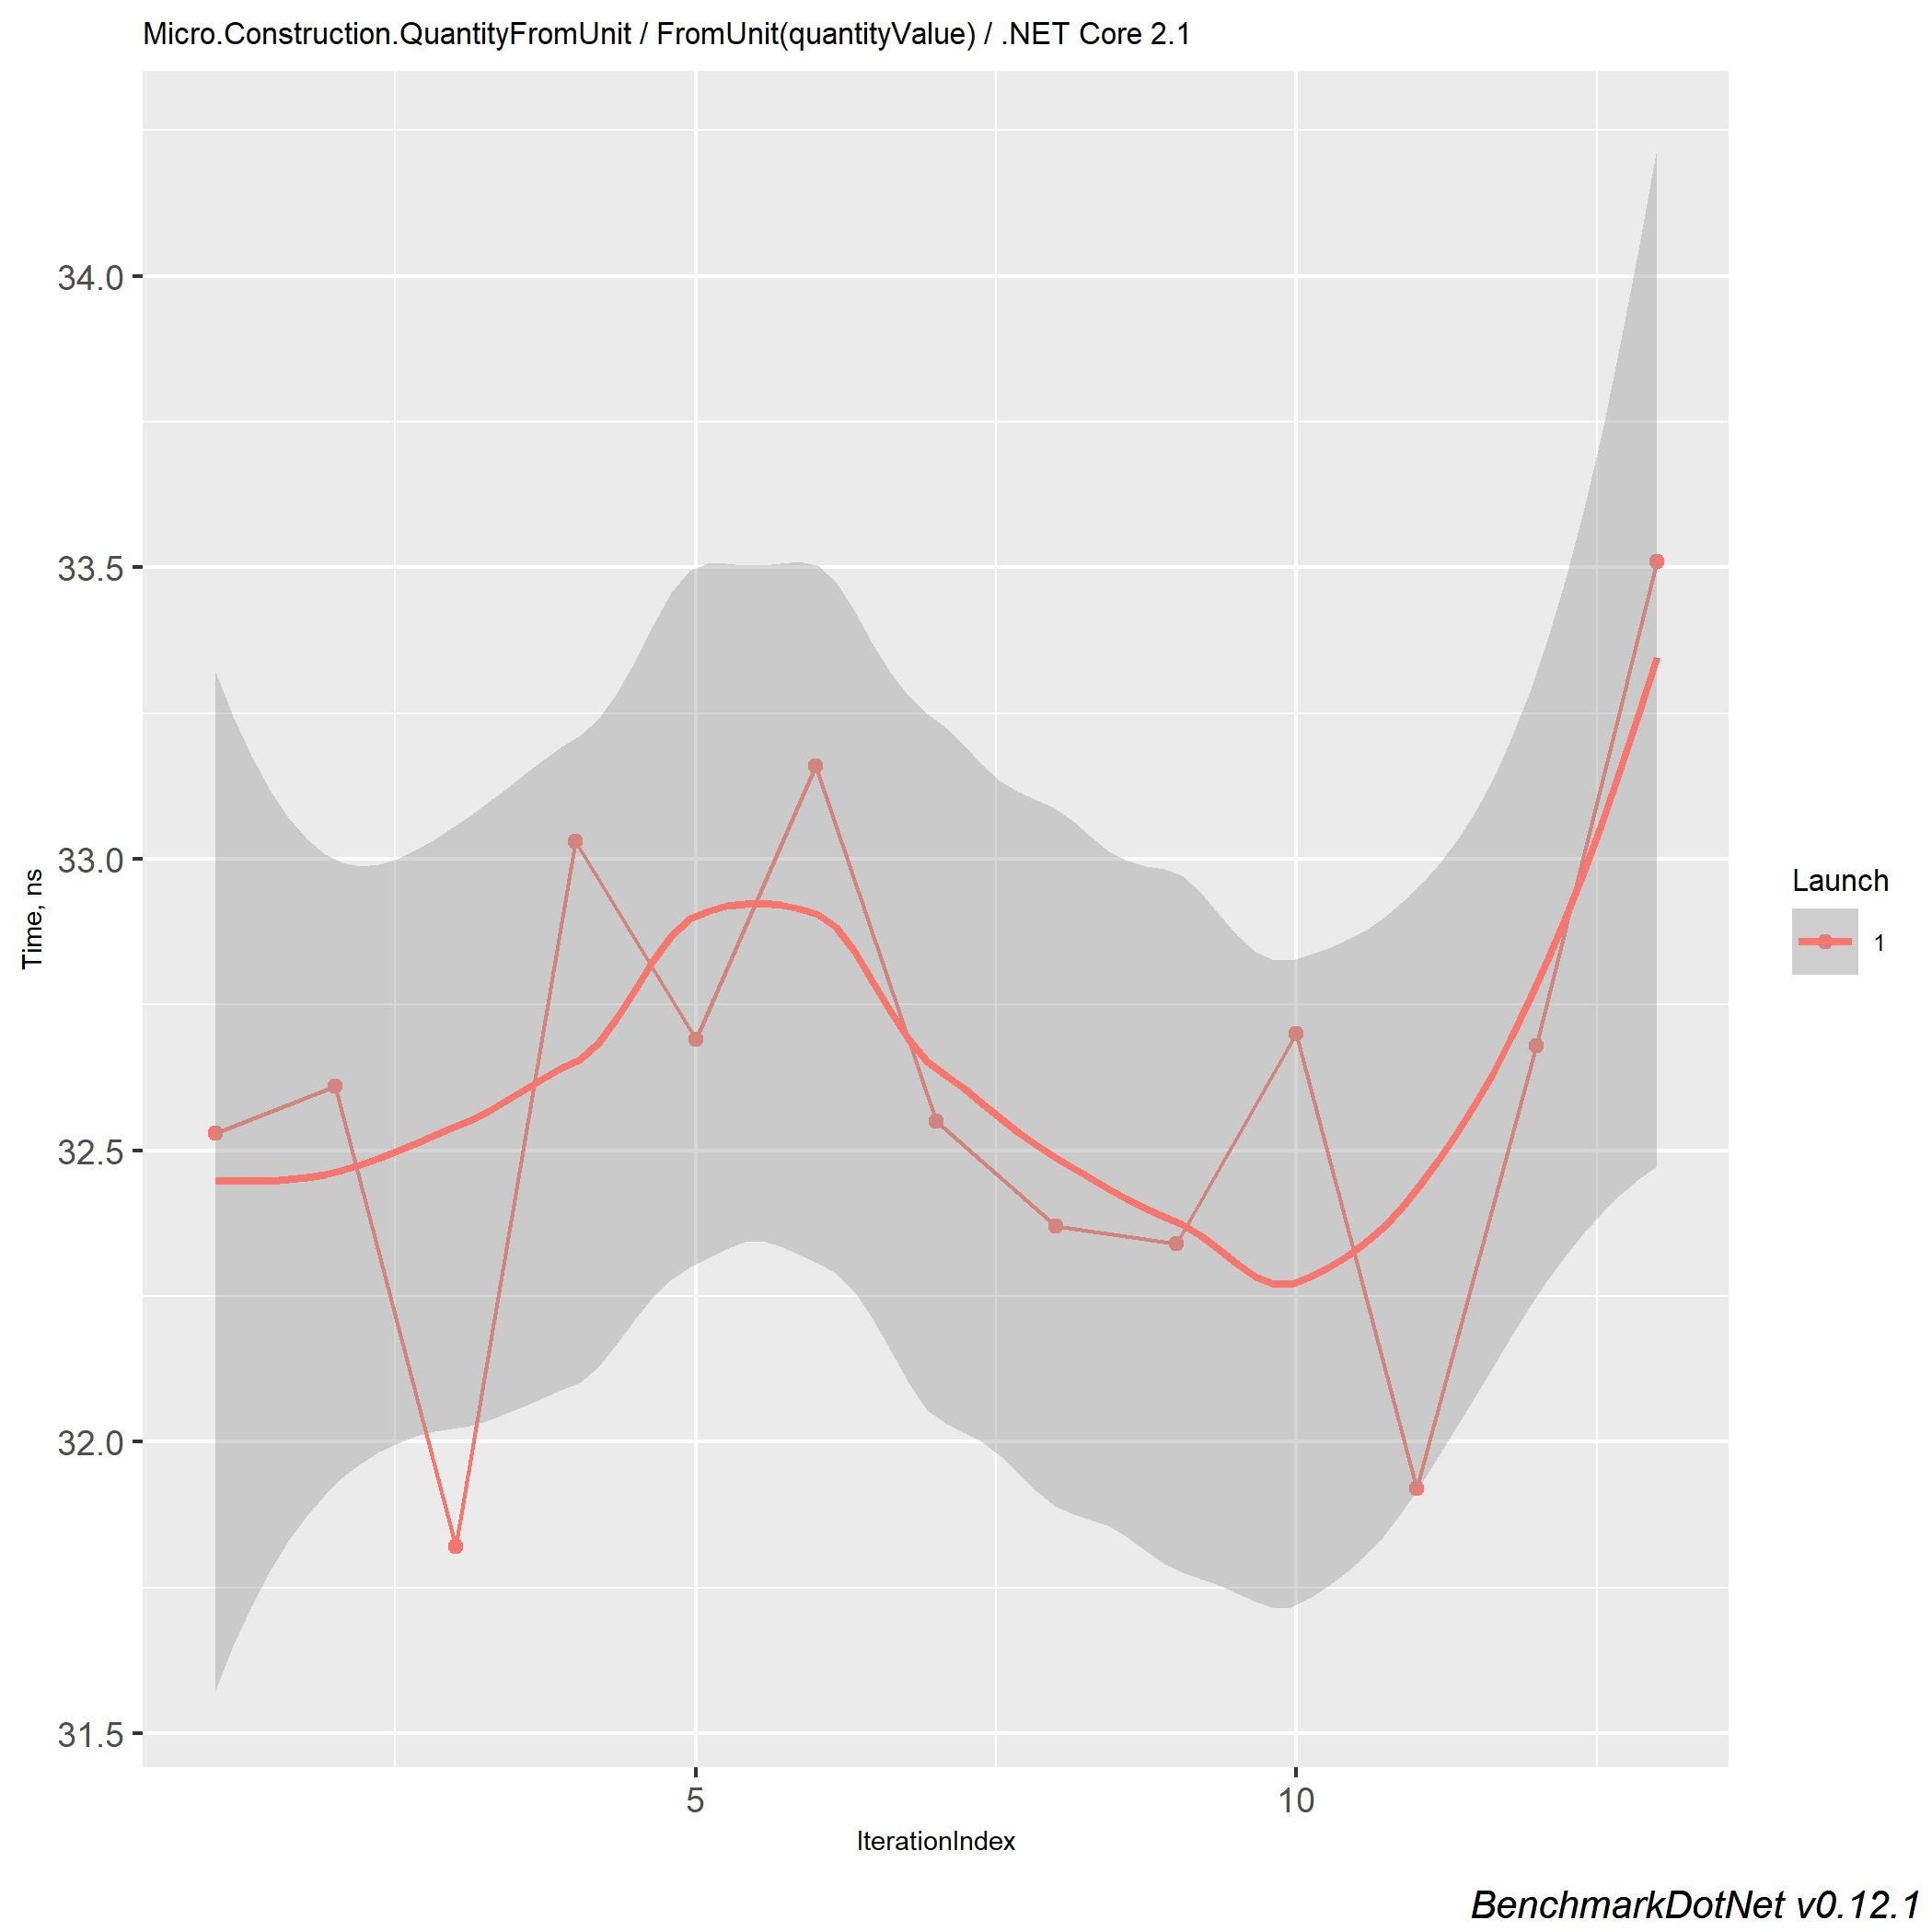 Micro.Construction.QuantityFromUnit / FromUnit(quantityValue) / .NET Core 2.1
34.0
33.5
33.0
32.5
32.0
31.5
Time, ns
5
10
IterationIndex
Launch
1
BenchmarkDotNet v0.12.1